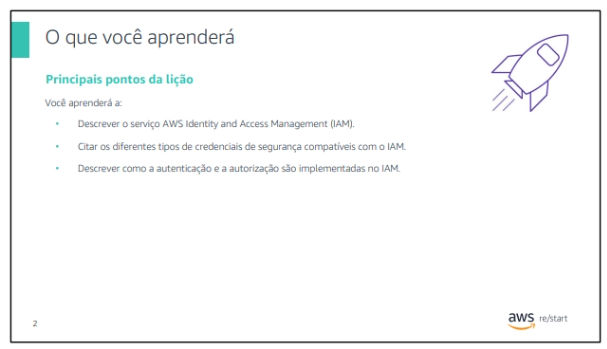 O que você aprenderá
Principais pontos da lição
Você aprenderá a:
• Descrever o serviço AWS Identity and Access Management (IAM).
• Citar os diferentes tipos de credenciais de segurança compatíveis com o IAM.
• Descrever como a autenticação e a autorização são implementadas no IAM.
2
aws re/start